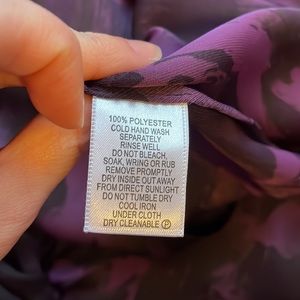 100% POLYESTER
COLD HAND WASH
SEPARATELY
RINSE WELL
DO NOT BLEACH,
SOAK, WRING OR RUB
REMOVE PROMPTLY
DRY INSIDE OUT AWAY
FROM DIRECT SUNLIGHT
DO NOT TUMBLE DRY
COOL IRON
UNDER CLOTH
DRY CLEANABLE Ⓟ